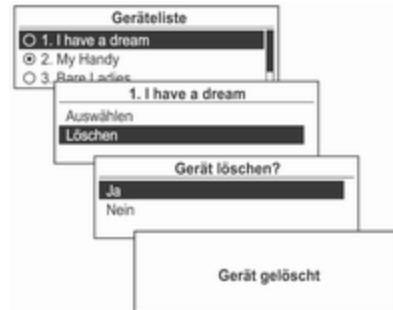 Geräteliste
1. I have a dream
2. My Handy
3. Bare Ladies
1. I have a dream
Auswählen
Löschen
Gerät löschen?
Ja
Nein
Gerät gelöscht